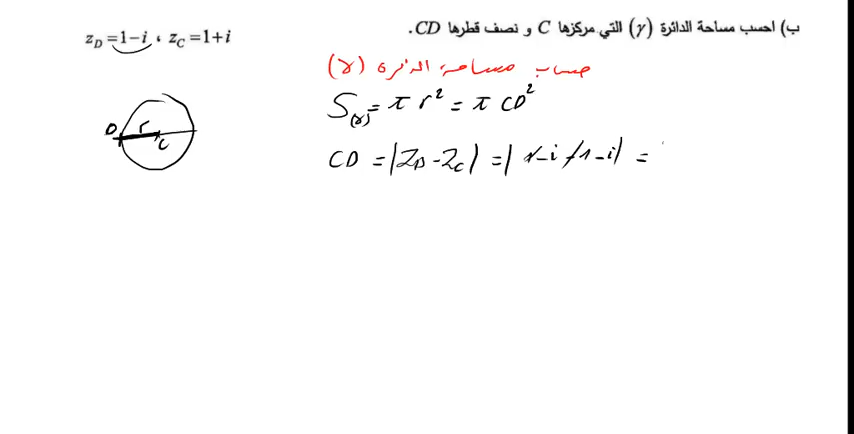 ب) احسب مساحة الدائرة (γ) التي مركزها C و نصف قطرها CD .
z_D =1−i ، z_C =1+i
حساب مساحة الدائرة (γ)
S_(γ) = π r² = π CD²
CD = |Z_D − Z_C| = | 1−i −1−i | =
D r C